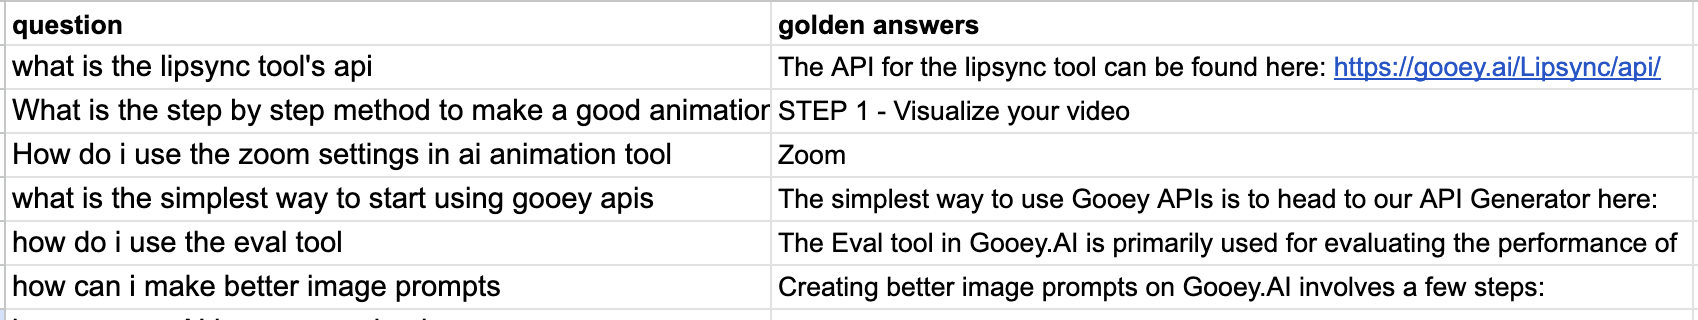 question golden answers
what is the lipsync tool's api The API for the lipsync tool can be found here: https://gooey.ai/Lipsync/api/
What is the step by step method to make a good animation STEP 1 - Visualize your video
How do i use the zoom settings in ai animation tool Zoom
what is the simplest way to start using gooey apis The simplest way to use Gooey APIs is to head to our API Generator here:
how do i use the eval tool The Eval tool in Gooey.AI is primarily used for evaluating the performance of
how can i make better image prompts Creating better image prompts on Gooey.AI involves a few steps: